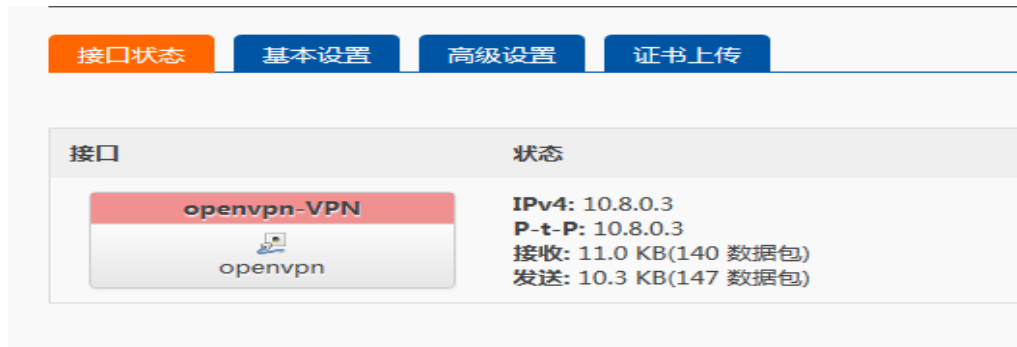 接口状态 基本设置 高级设置 证书上传
接口 状态
openvpn-VPN
openvpn
IPv4: 10.8.0.3
P-t-P: 10.8.0.3
接收: 11.0 KB(140 数据包)
发送: 10.3 KB(147 数据包)